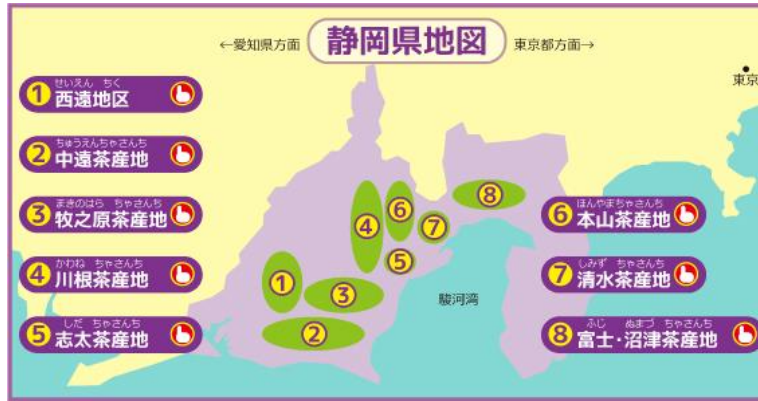 ←愛知県方面
静岡県地図
東京都方面→
東京
せいえん ちく
1 西遠地区
ちゅうえんちゃさんち
2 中遠茶産地
まきのはら ちゃさんち
3 牧之原茶産地
かわね ちゃさんち
4 川根茶産地
しだ ちゃさんち
5 志太茶産地
1
2
3
4
5
6
7
8
駿河湾
ほんやまちゃさんち
6 本山茶産地
しみず ちゃさんち
7 清水茶産地
ふじ ぬまづ ちゃさんち
8 富士・沼津茶産地